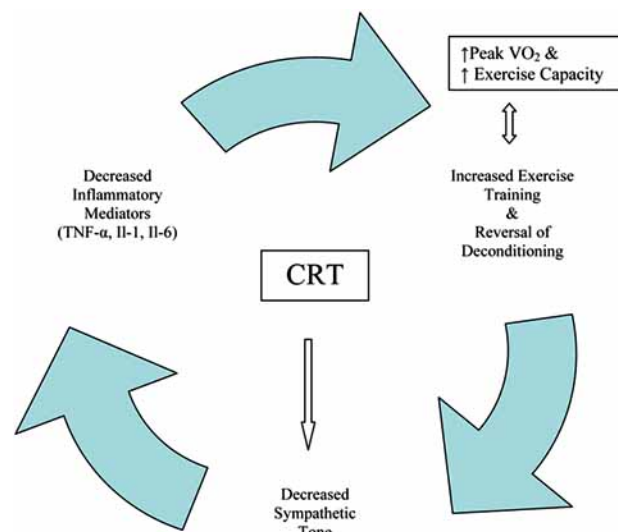 ↑Peak VO₂ &
↑ Exercise Capacity
Decreased
Inflammatory
Mediators
(TNF-α, Il-1, Il-6)
Increased Exercise
Training
&
Reversal of
Deconditioning
CRT
Decreased
Sympathetic
Tone